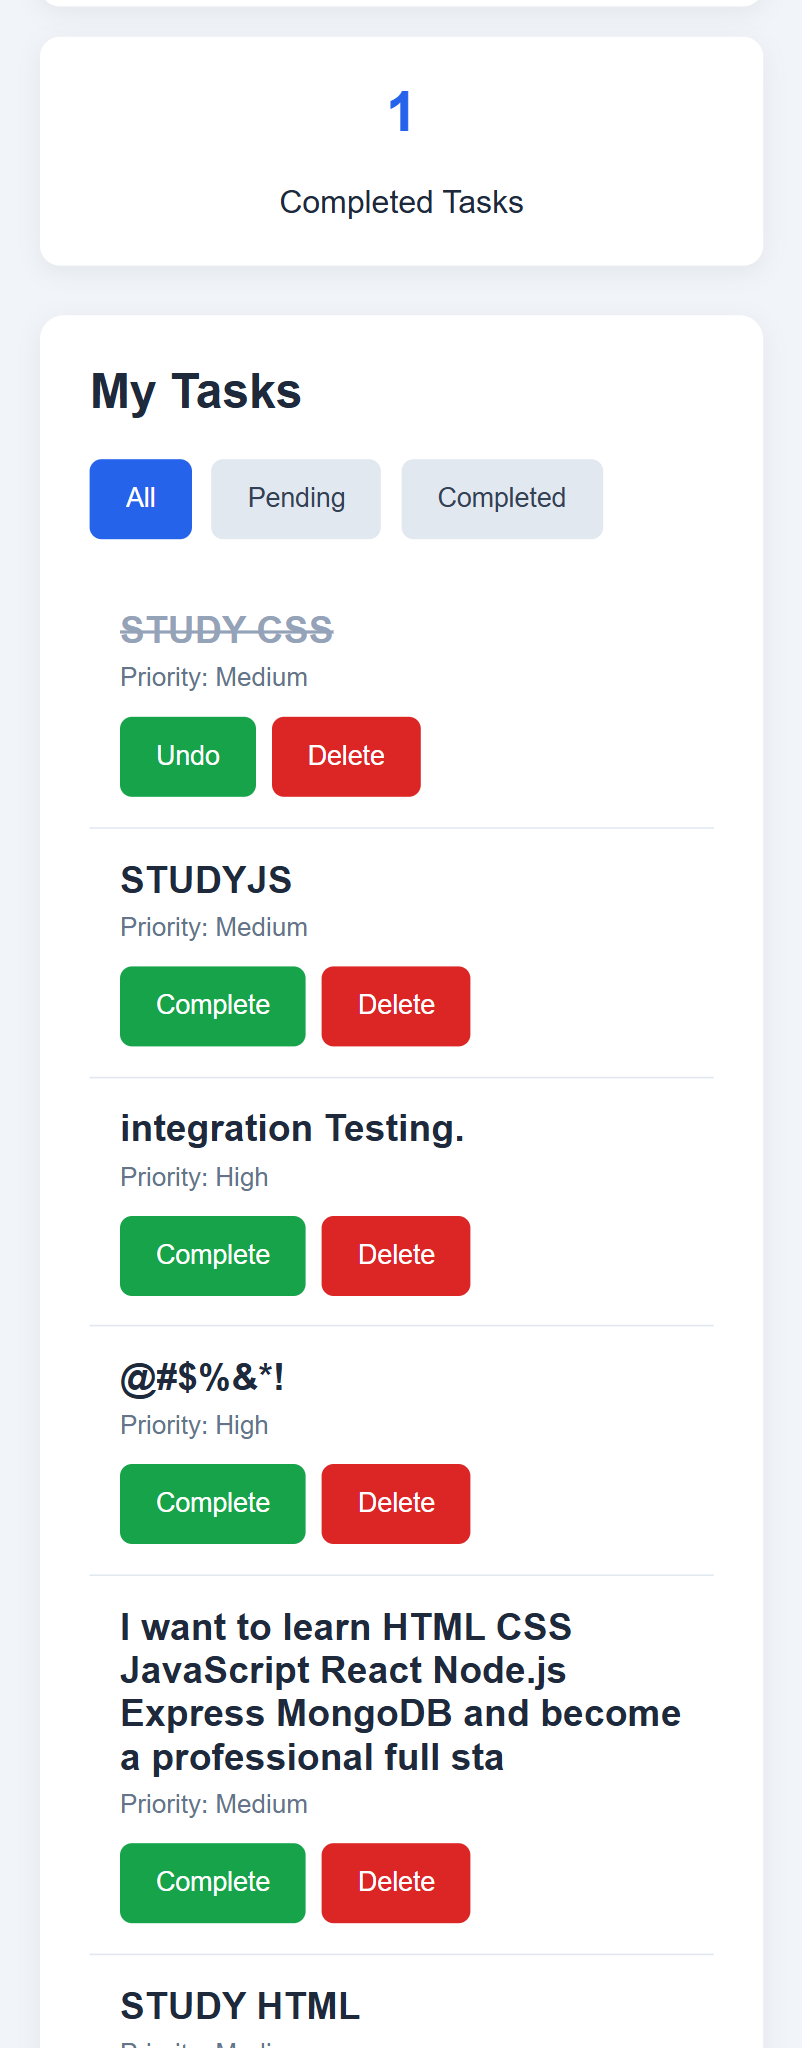 1
Completed Tasks
My Tasks
All Pending Completed
STUDY CSS
Priority: Medium
Undo Delete
STUDYJS
Priority: Medium
Complete Delete
integration Testing.
Priority: High
Complete Delete
@#$%&*!
Priority: High
Complete Delete
I want to learn HTML CSS
JavaScript React Node.js
Express MongoDB and become
a professional full sta
Priority: Medium
Complete Delete
STUDY HTML